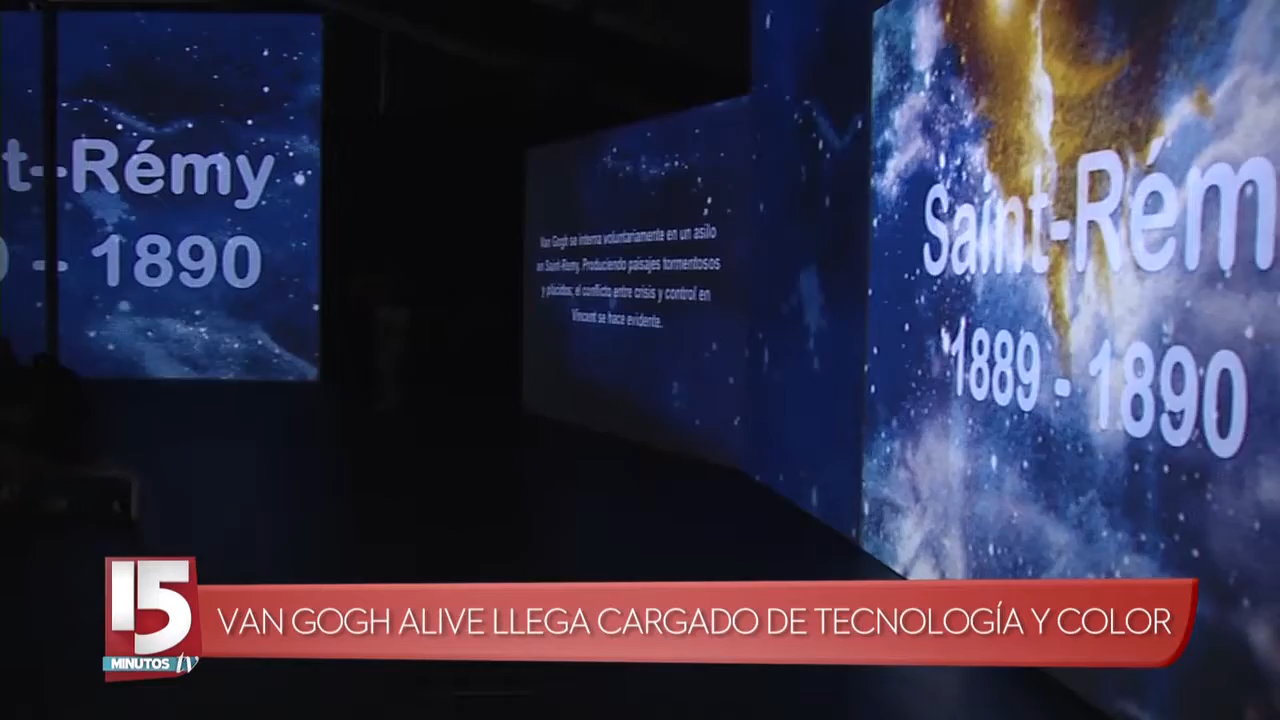 t-Rémy
- 1890
Van Gogh se interna voluntariamente en un asilo
en Saint-Remy. Produciendo paisajes tormentosos
y plácidos; el conflicto entre crisis y control en
Vincent se hace evidente.
Saint-Rém
1889 - 1890
15
MINUTOS tv
VAN GOGH ALIVE LLEGA CARGADO DE TECNOLOGÍA Y COLOR